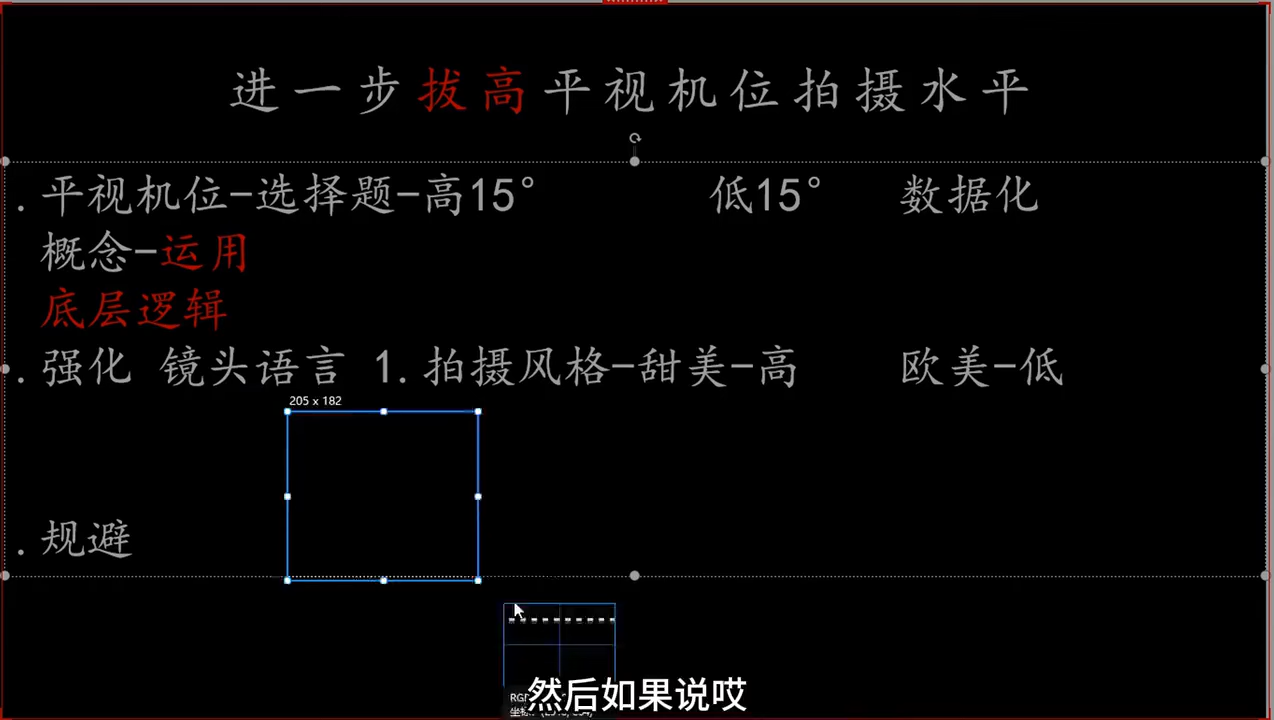 进一步拔高平视机位拍摄水平
.平视机位-选择题-高15° 低15° 数据化
概念-运用
底层逻辑
.强化 镜头语言 1.拍摄风格-甜美-高 欧美-低
205 x 182
.规避
然后如果说哎